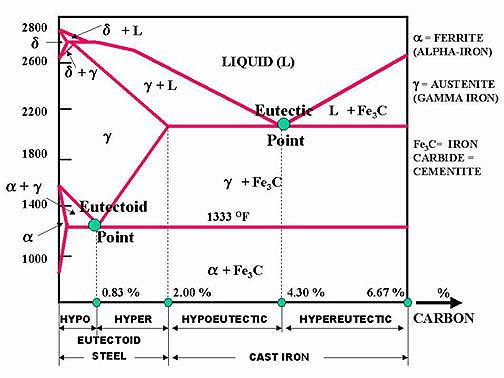 2800
δ
2600
2200
1800
α + γ
1400
α
1000
δ + L
δ + γ
LIQUID (L)
γ + L
Eutectic
Point
L + Fe3C
γ
γ + Fe3C
Eutectoid
Point
1333 ºF
α + Fe3C
0.83 %
2.00 %
4.30 %
6.67 %
%
CARBON
HYPO
HYPER
HYPOEUTECTIC
HYPEREUTECTIC
EUTECTOID
STEEL
CAST IRON
α = FERRITE
(ALPHA-IRON)
γ = AUSTENITE
(GAMMA IRON)
Fe3C= IRON
CARBIDE =
CEMENTITE